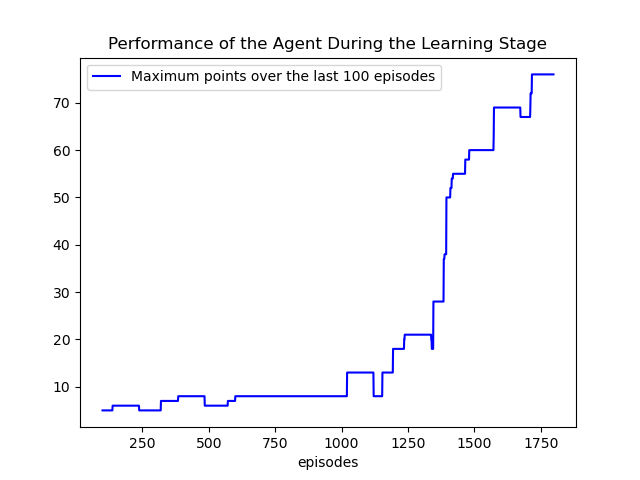 Performance of the Agent During the Learning Stage
Maximum points over the last 100 episodes
70
60
50
40
30
20
10
250 500 750 1000 1250 1500 1750
episodes